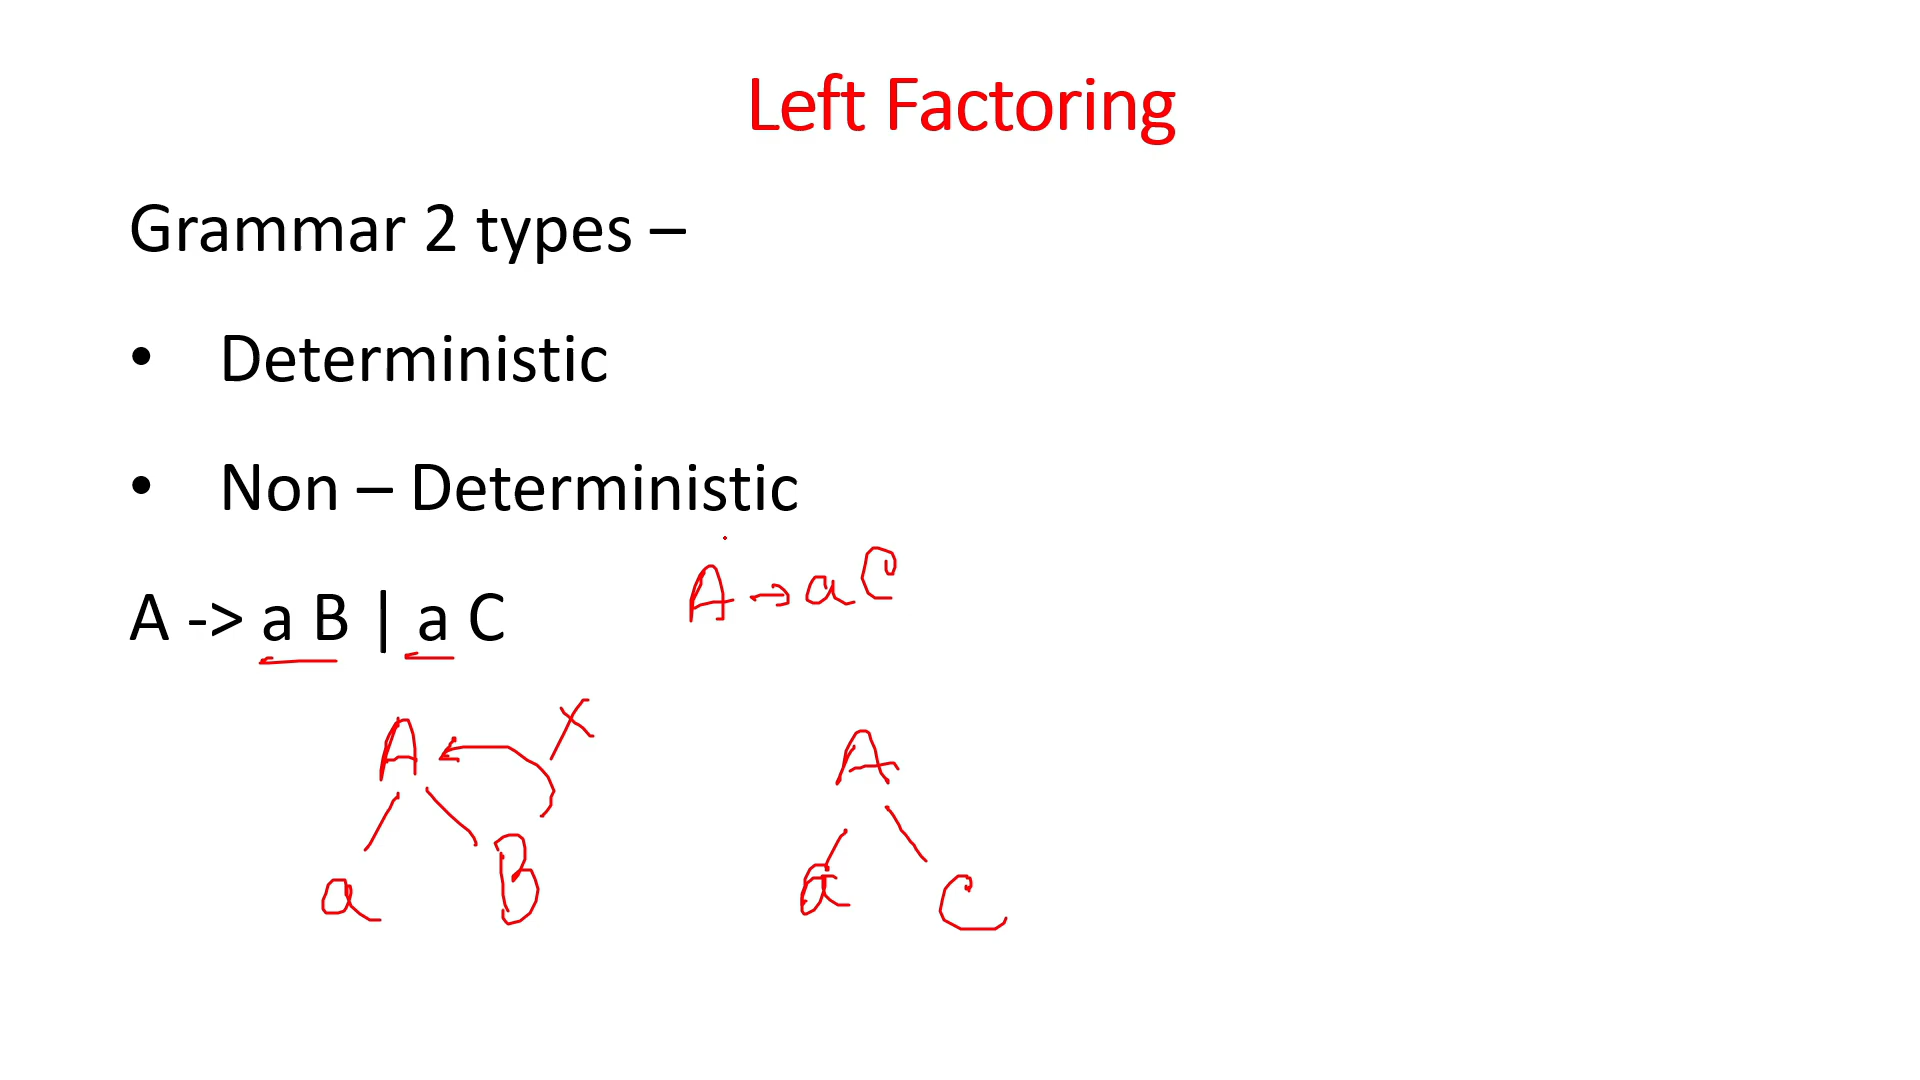 Left Factoring
Grammar 2 types –
• Deterministic
• Non – Deterministic
A -> a B | a C
A → a C
A
X
a
B
A
a
C